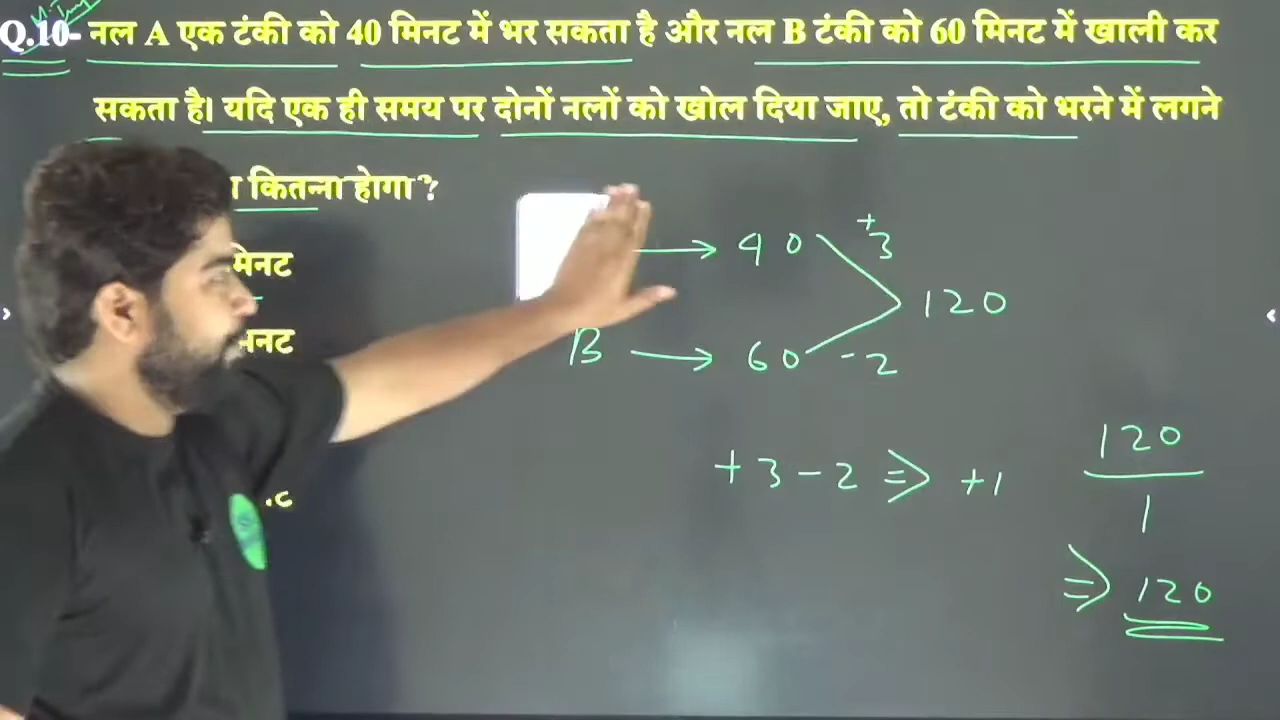 Q.10- नल A एक टंकी को 40 मिनट में भर सकता है और नल B टंकी को 60 मिनट में खाली कर
सकता है। यदि एक ही समय पर दोनों नलों को खोल दिया जाए, तो टंकी को भरने में लगने
कितना होगा ?
मिनट
→ 40 +3
120
B → 60 -2
+3-2 ⇒ +1
120
1
⇒ 120